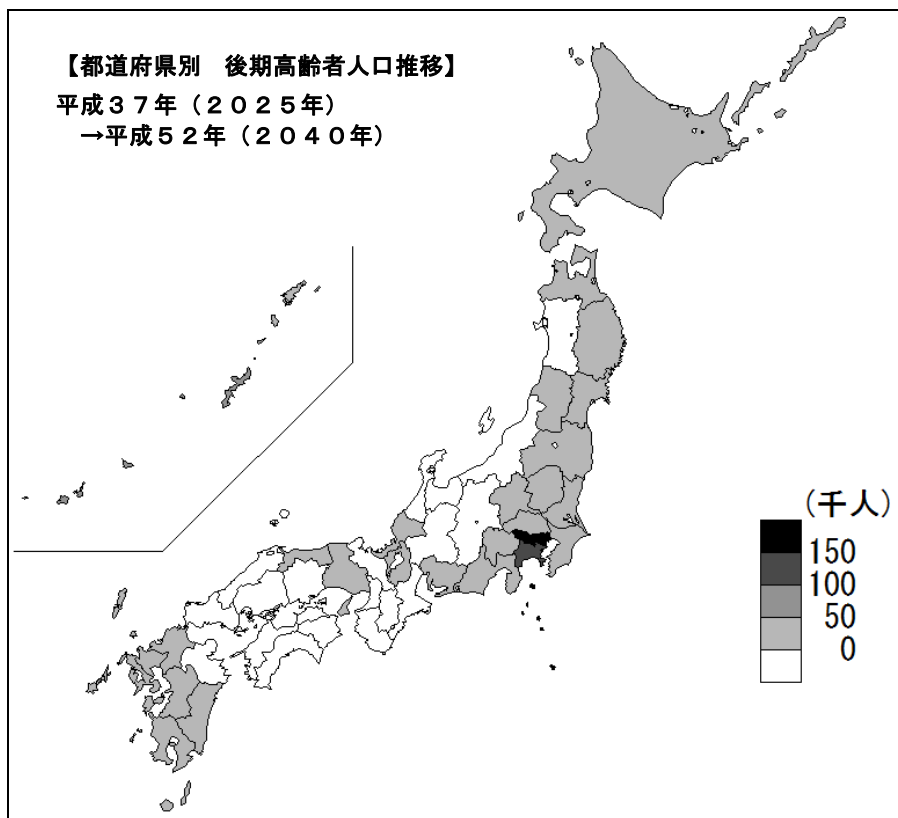 【都道府県別　後期高齢者人口推移】
平成３７年（２０２５年）
→平成５２年（２０４０年）
(千人)
150
100
50
0